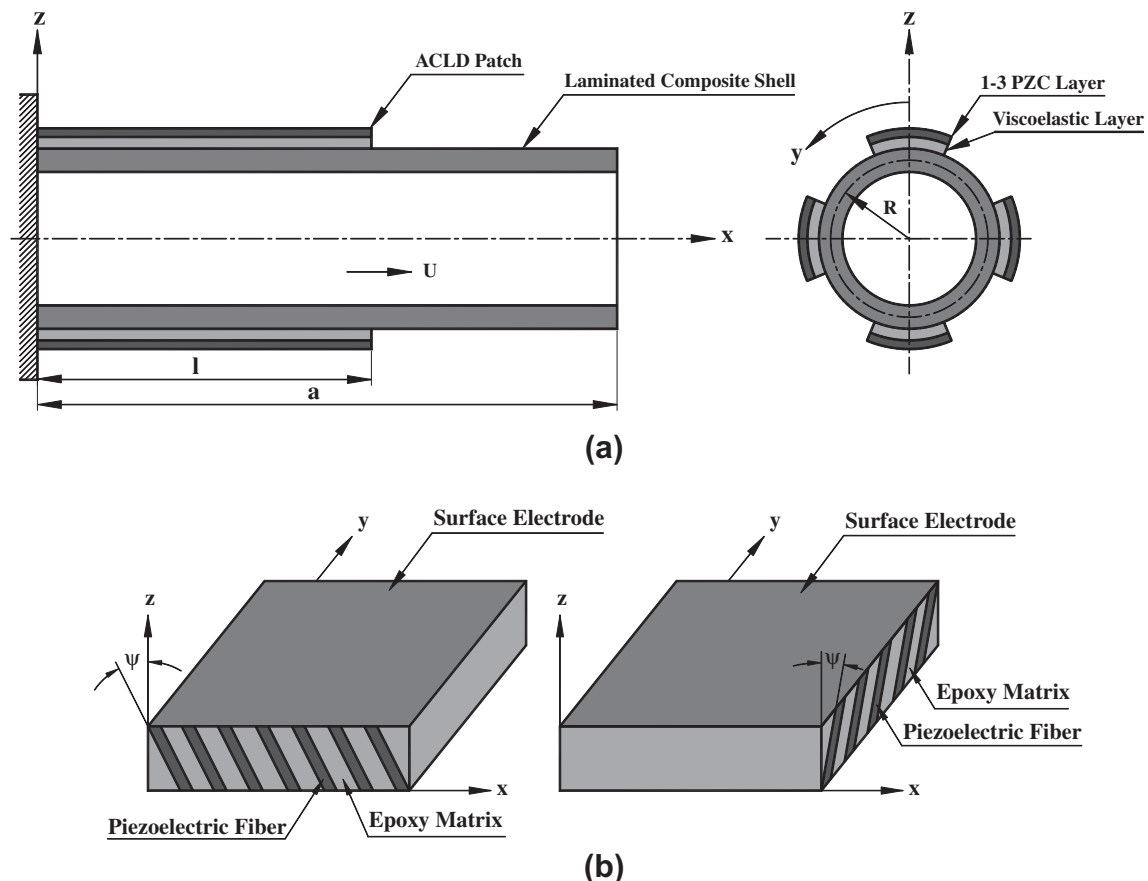 z
ACLD Patch
Laminated Composite Shell
x
U
l
a
z
1-3 PZC Layer
Viscoelastic Layer
y
R
(a)
Surface Electrode
y
z
ψ
x
Piezoelectric Fiber
Epoxy Matrix
Surface Electrode
y
z
ψ
Epoxy Matrix
Piezoelectric Fiber
x
(b)